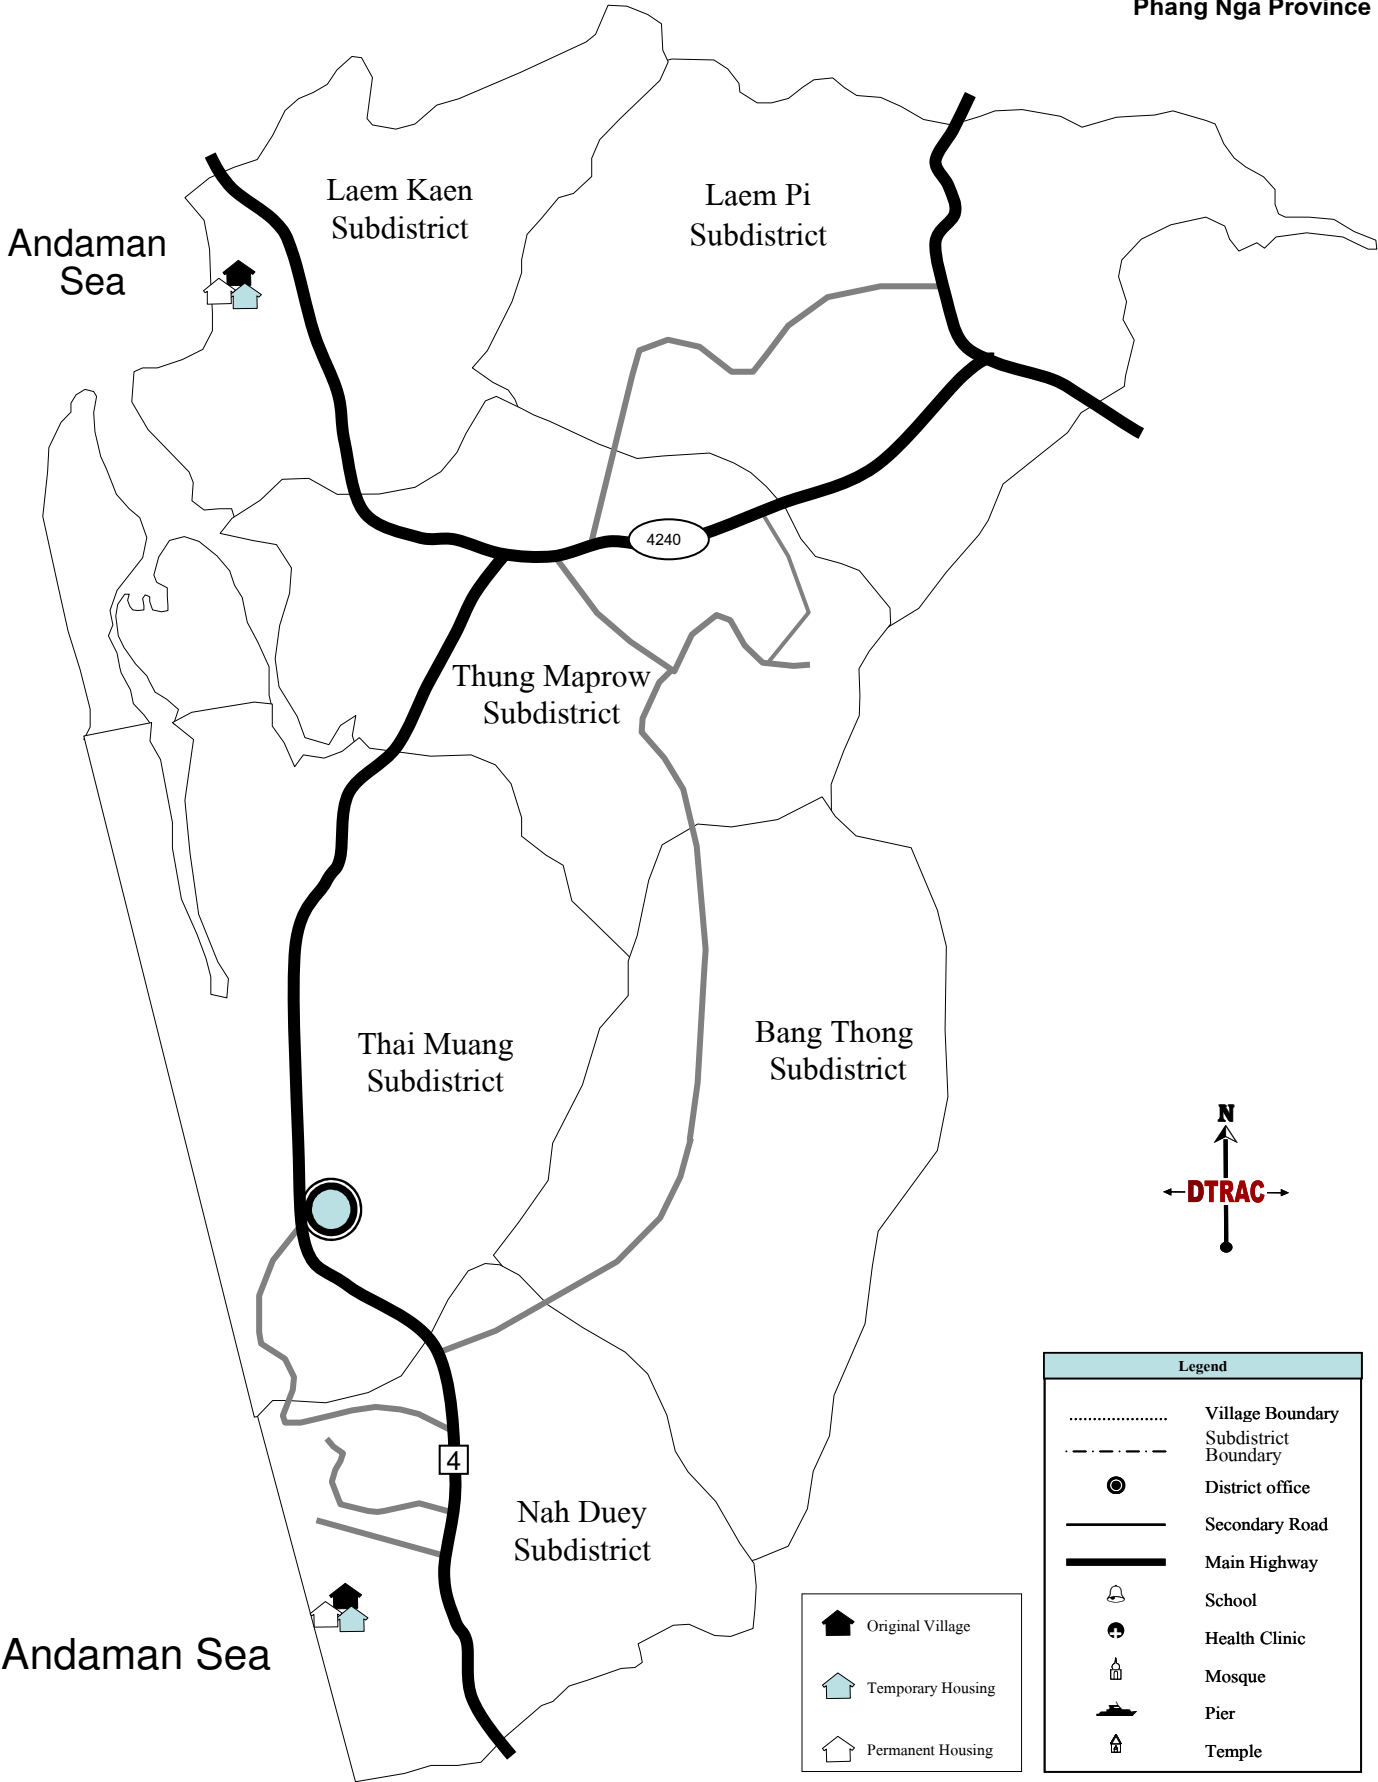 Phang Nga Province
Laem Kaen
Subdistrict
Laem Pi
Subdistrict
Andaman
Sea
4240
Thung Maprow
Subdistrict
Thai Muang
Subdistrict
Bang Thong
Subdistrict
N
DTRAC
4
Nah Duey
Subdistrict
Andaman Sea
Original Village
Temporary Housing
Permanent Housing
Legend
Village Boundary
Subdistrict
Boundary
District office
Secondary Road
Main Highway
School
Health Clinic
Mosque
Pier
Temple